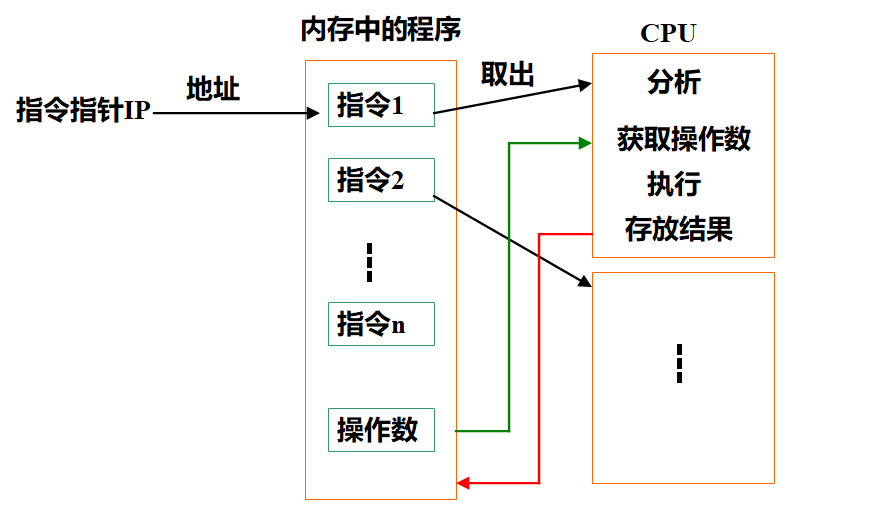 内存中的程序
CPU
指令指针IP
地址
取出
指令1
指令2
指令n
操作数
分析
获取操作数
执行
存放结果